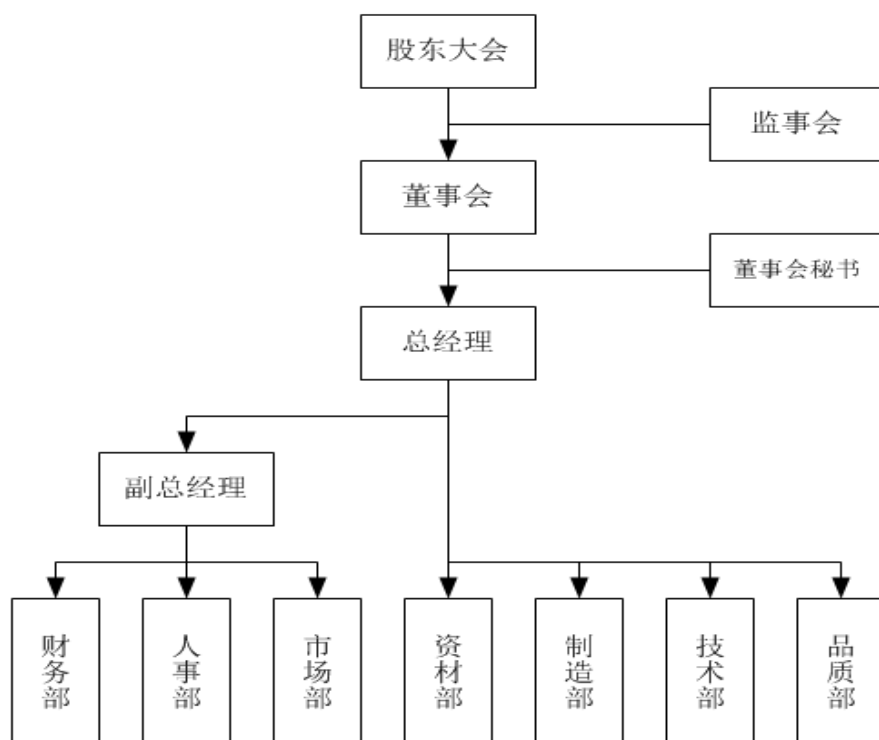 股东大会
监事会
董事会
董事会秘书
总经理
副总经理
财务部
人事部
市场部
资材部
制造部
技术部
品质部